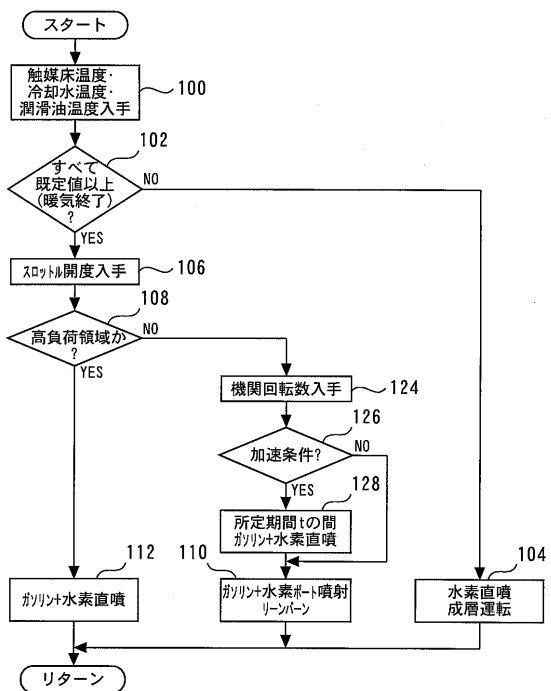 スタート
触媒床温度·
冷却水温度·
潤滑油温度入手
100
102
すべて
既定値以上
(暖気終了)
?
NO
YES
スロットル開度入手
106
108
高負荷領域か
?
NO
YES
機関回転数入手
124
126
加速条件?
NO
YES
128
所定期間tの間
ガソリン+水素直噴
112
ガソリン+水素直噴
110
ガソリン+水素ポート噴射
リーンバーン
104
水素直噴
成層運転
リターン